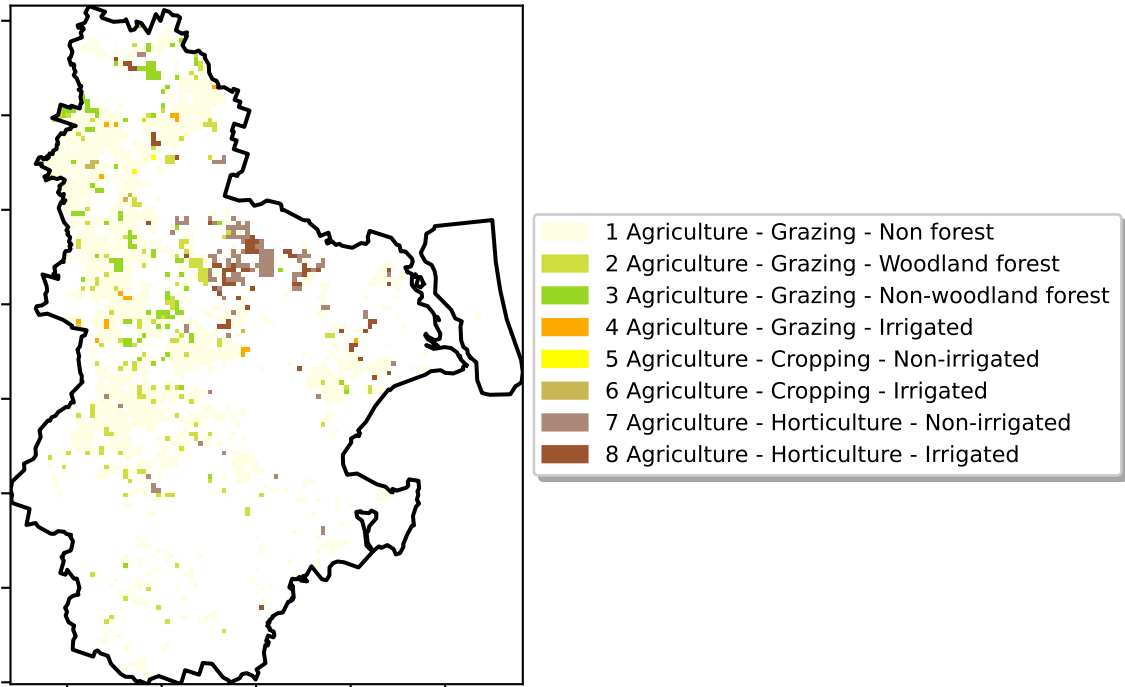 1 Agriculture - Grazing - Non forest
2 Agriculture - Grazing - Woodland forest
3 Agriculture - Grazing - Non-woodland forest
4 Agriculture - Grazing - Irrigated
5 Agriculture - Cropping - Non-irrigated
6 Agriculture - Cropping - Irrigated
7 Agriculture - Horticulture - Non-irrigated
8 Agriculture - Horticulture - Irrigated